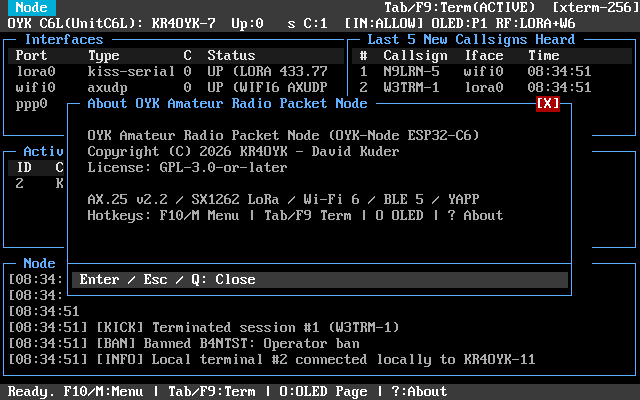 Node Tab/F9:Term(ACTIVE) [xterm-256]
OYK C6L(UnitC6L): KR4OYK-7 Up:0 s C:1 [IN:ALLOW] OLED:P1 RF:LORA+W6
Interfaces Last 5 New Callsigns Heard
Port Type C Status # Callsign Iface Time
lora0 kiss-serial 0 UP (LORA 433.77 1 N9LRN-5 wifi0 08:34:51
wifi0 axudp 0 UP (WIFI6 AXUDP 2 W3TRM-1 lora0 08:34:51
ppp0
About OYK Amateur Radio Packet Node [X]
OYK Amateur Radio Packet Node (OYK-Node ESP32-C6)
Copyright (C) 2026 KR4OYK - David Kuder
Activ
License: GPL-3.0-or-later
ID C
2 K
AX.25 v2.2 / SX1262 LoRa / Wi-Fi 6 / BLE 5 / YAPP
Hotkeys: F10/M Menu | Tab/F9 Term | O OLED | ? About
Node
[08:34: Enter / Esc / Q: Close
[08:34:
[08:34:51
[08:34:51] [KICK] Terminated session #1 (W3TRM-1)
[08:34:51] [BAN] Banned B4NTST: Operator ban
[08:34:51] [INFO] Local terminal #2 connected locally to KR4OYK-11
Ready. F10/M:Menu | Tab/F9:Term | O:OLED Page | ?:About